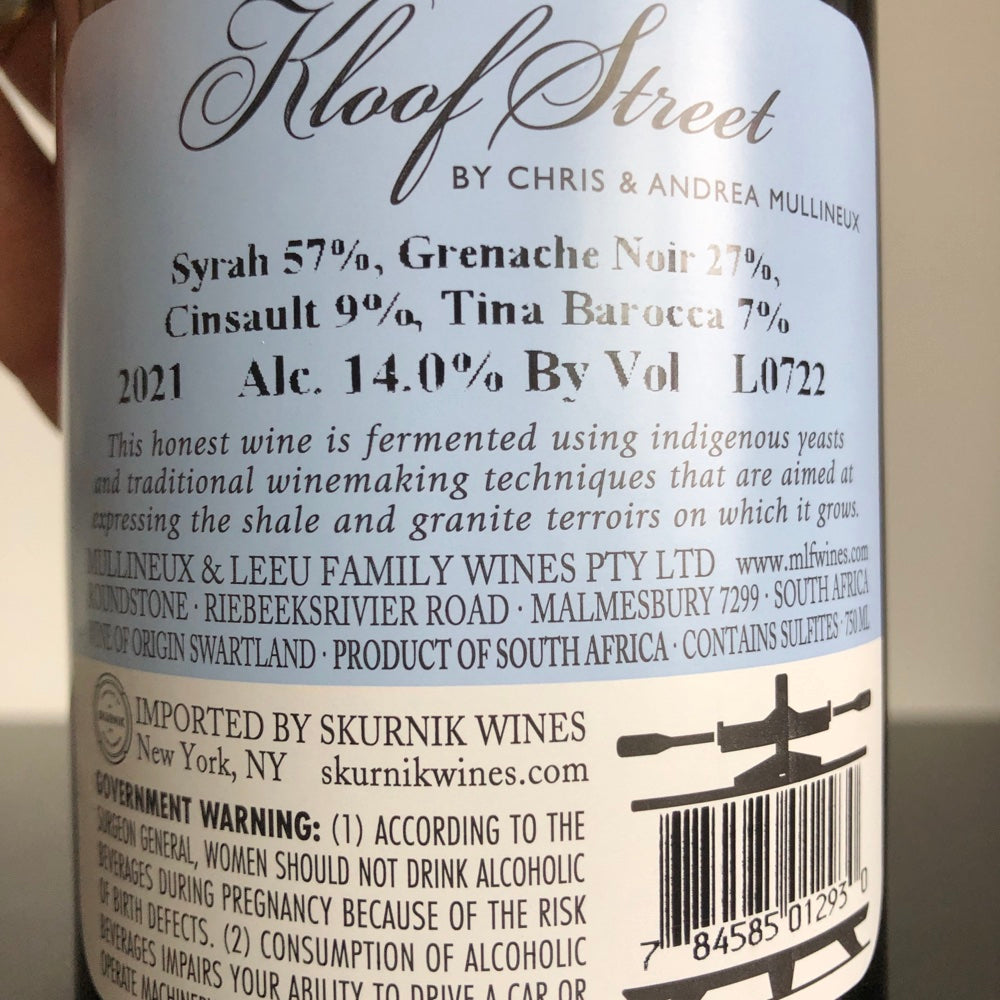 Kloof Street
BY CHRIS & ANDREA MULLINEUX
Syrah 57%, Grenache Noir 27%,
Cinsault 9%, Tina Barocca 7%
2021 Alc. 14.0% By Vol L0722
This honest wine is fermented using indigenous yeasts
and traditional winemaking techniques that are aimed at
expressing the shale and granite terroirs on which it grows.
MULLINEUX & LEEU FAMILY WINES PTY LTD www.mlfwines.com
ROUNDSTONE · RIEBEEKSRIVIER ROAD · MALMESBURY 7299 · SOUTH AFRICA
WINE OF ORIGIN SWARTLAND · PRODUCT OF SOUTH AFRICA · CONTAINS SULFITES · 750 ML
SKURNIK
IMPORTED BY SKURNIK WINES
New York, NY skurnikwines.com
GOVERNMENT WARNING: (1) ACCORDING TO THE
SURGEON GENERAL, WOMEN SHOULD NOT DRINK ALCOHOLIC
BEVERAGES DURING PREGNANCY BECAUSE OF THE RISK
OF BIRTH DEFECTS. (2) CONSUMPTION OF ALCOHOLIC
BEVERAGES IMPAIRS YOUR ABILITY TO DRIVE A CAR OR
OPERATE
7 84585 01293 0